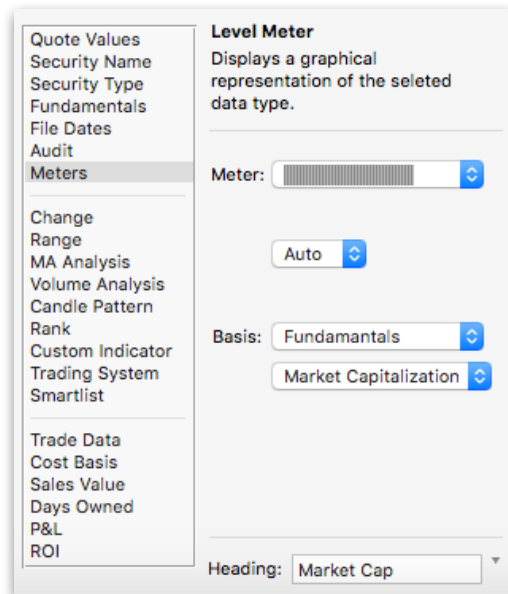 Quote Values
Security Name
Security Type
Fundamentals
File Dates
Audit
Meters
Change
Range
MA Analysis
Volume Analysis
Candle Pattern
Rank
Custom Indicator
Trading System
Smartlist
Trade Data
Cost Basis
Sales Value
Days Owned
P&L
ROI
Level Meter
Displays a graphical
representation of the seleted
data type.
Meter:
Auto
Basis: Fundamantals
Market Capitalization
Heading: Market Cap